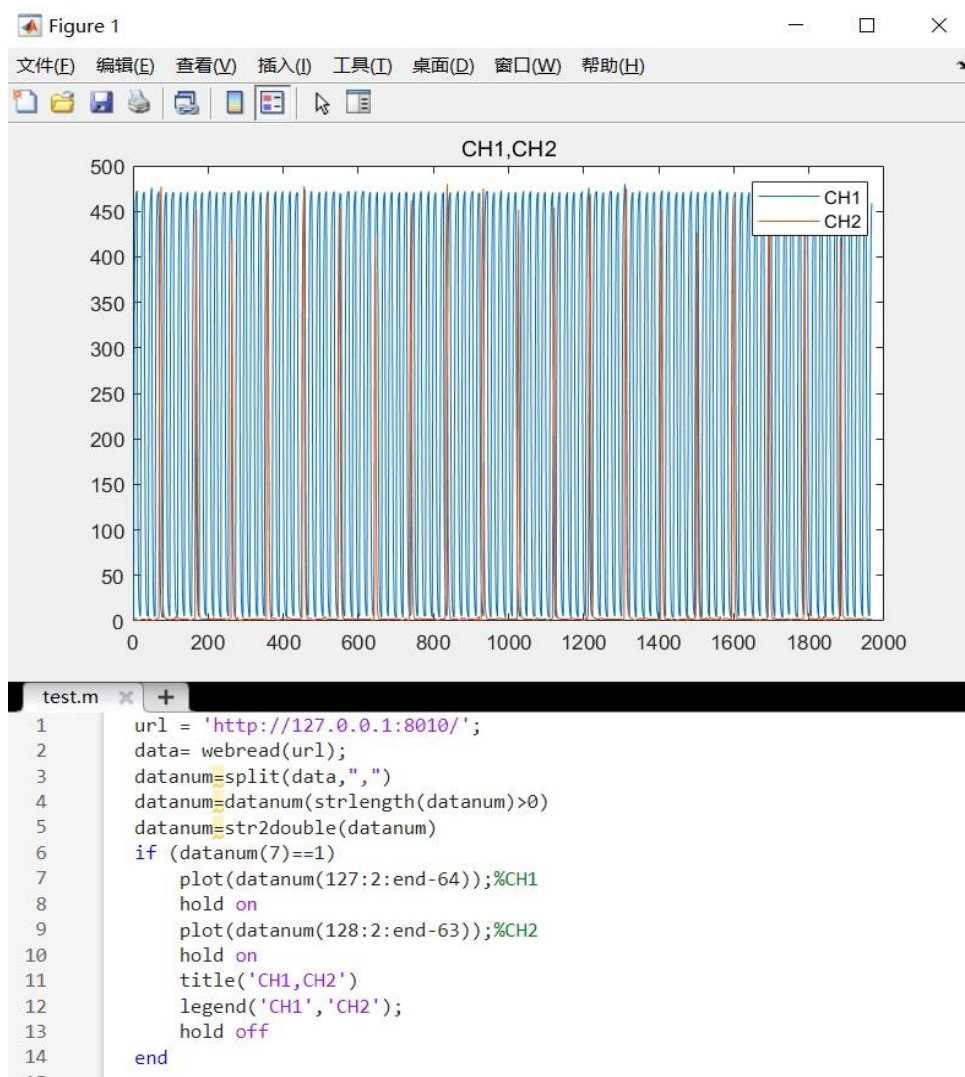 Figure 1
文件(F) 编辑(E) 查看(V) 插入(I) 工具(T) 桌面(D) 窗口(W) 帮助(H)
CH1,CH2
500
450
400
350
300
250
200
150
100
50
0
CH1
CH2
0 200 400 600 800 1000 1200 1400 1600 1800 2000
test.m
1 url = 'http://127.0.0.1:8010/';
2 data= webread(url);
3 datanum=split(data,",")
4 datanum=datanum(strlength(datanum)>0)
5 datanum=str2double(datanum)
6 if (datanum(7)==1)
7 plot(datanum(127:2:end-64));%CH1
8 hold on
9 plot(datanum(128:2:end-63));%CH2
10 hold on
11 title('CH1,CH2')
12 legend('CH1','CH2');
13 hold off
14 end